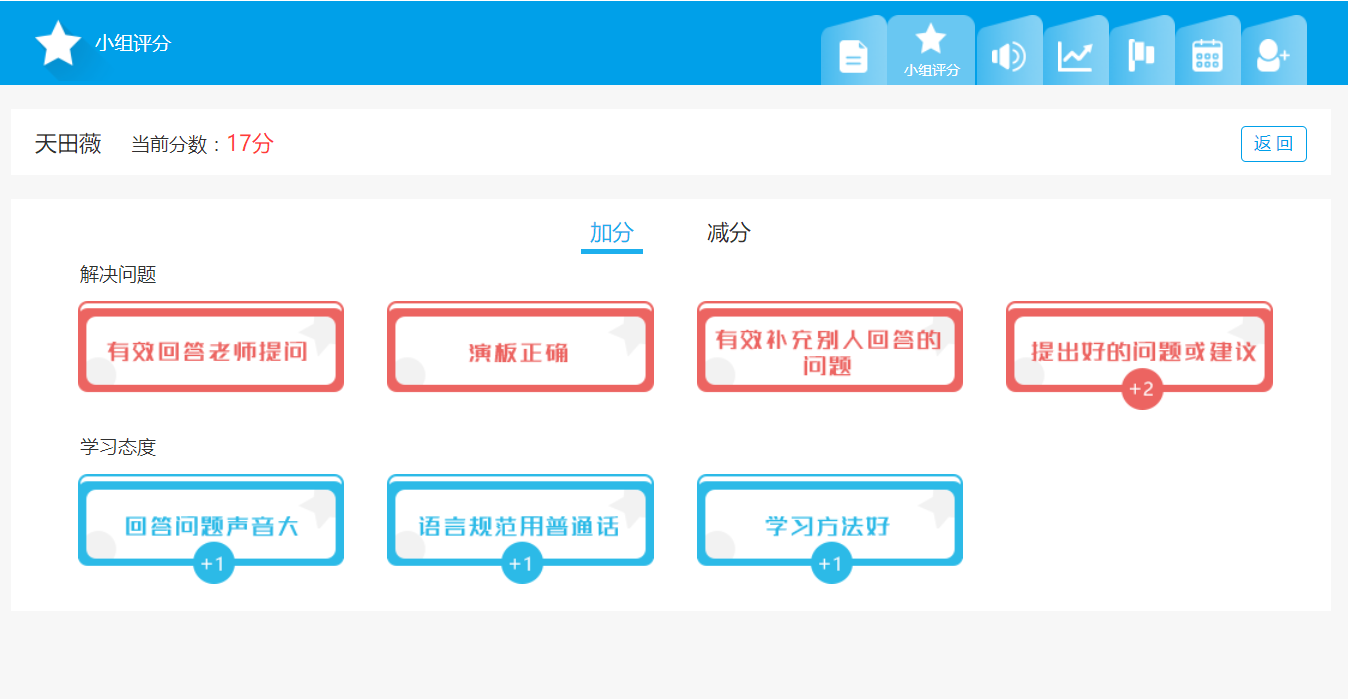 小组评分
小组评分
天田薇 当前分数：17分
返 回
加分 减分
解决问题
有效回答老师提问
演板正确
有效补充别人回答的
问题
提出好的问题或建议
+2
学习态度
回答问题声音大
+1
语言规范用普通话
+1
学习方法好
+1